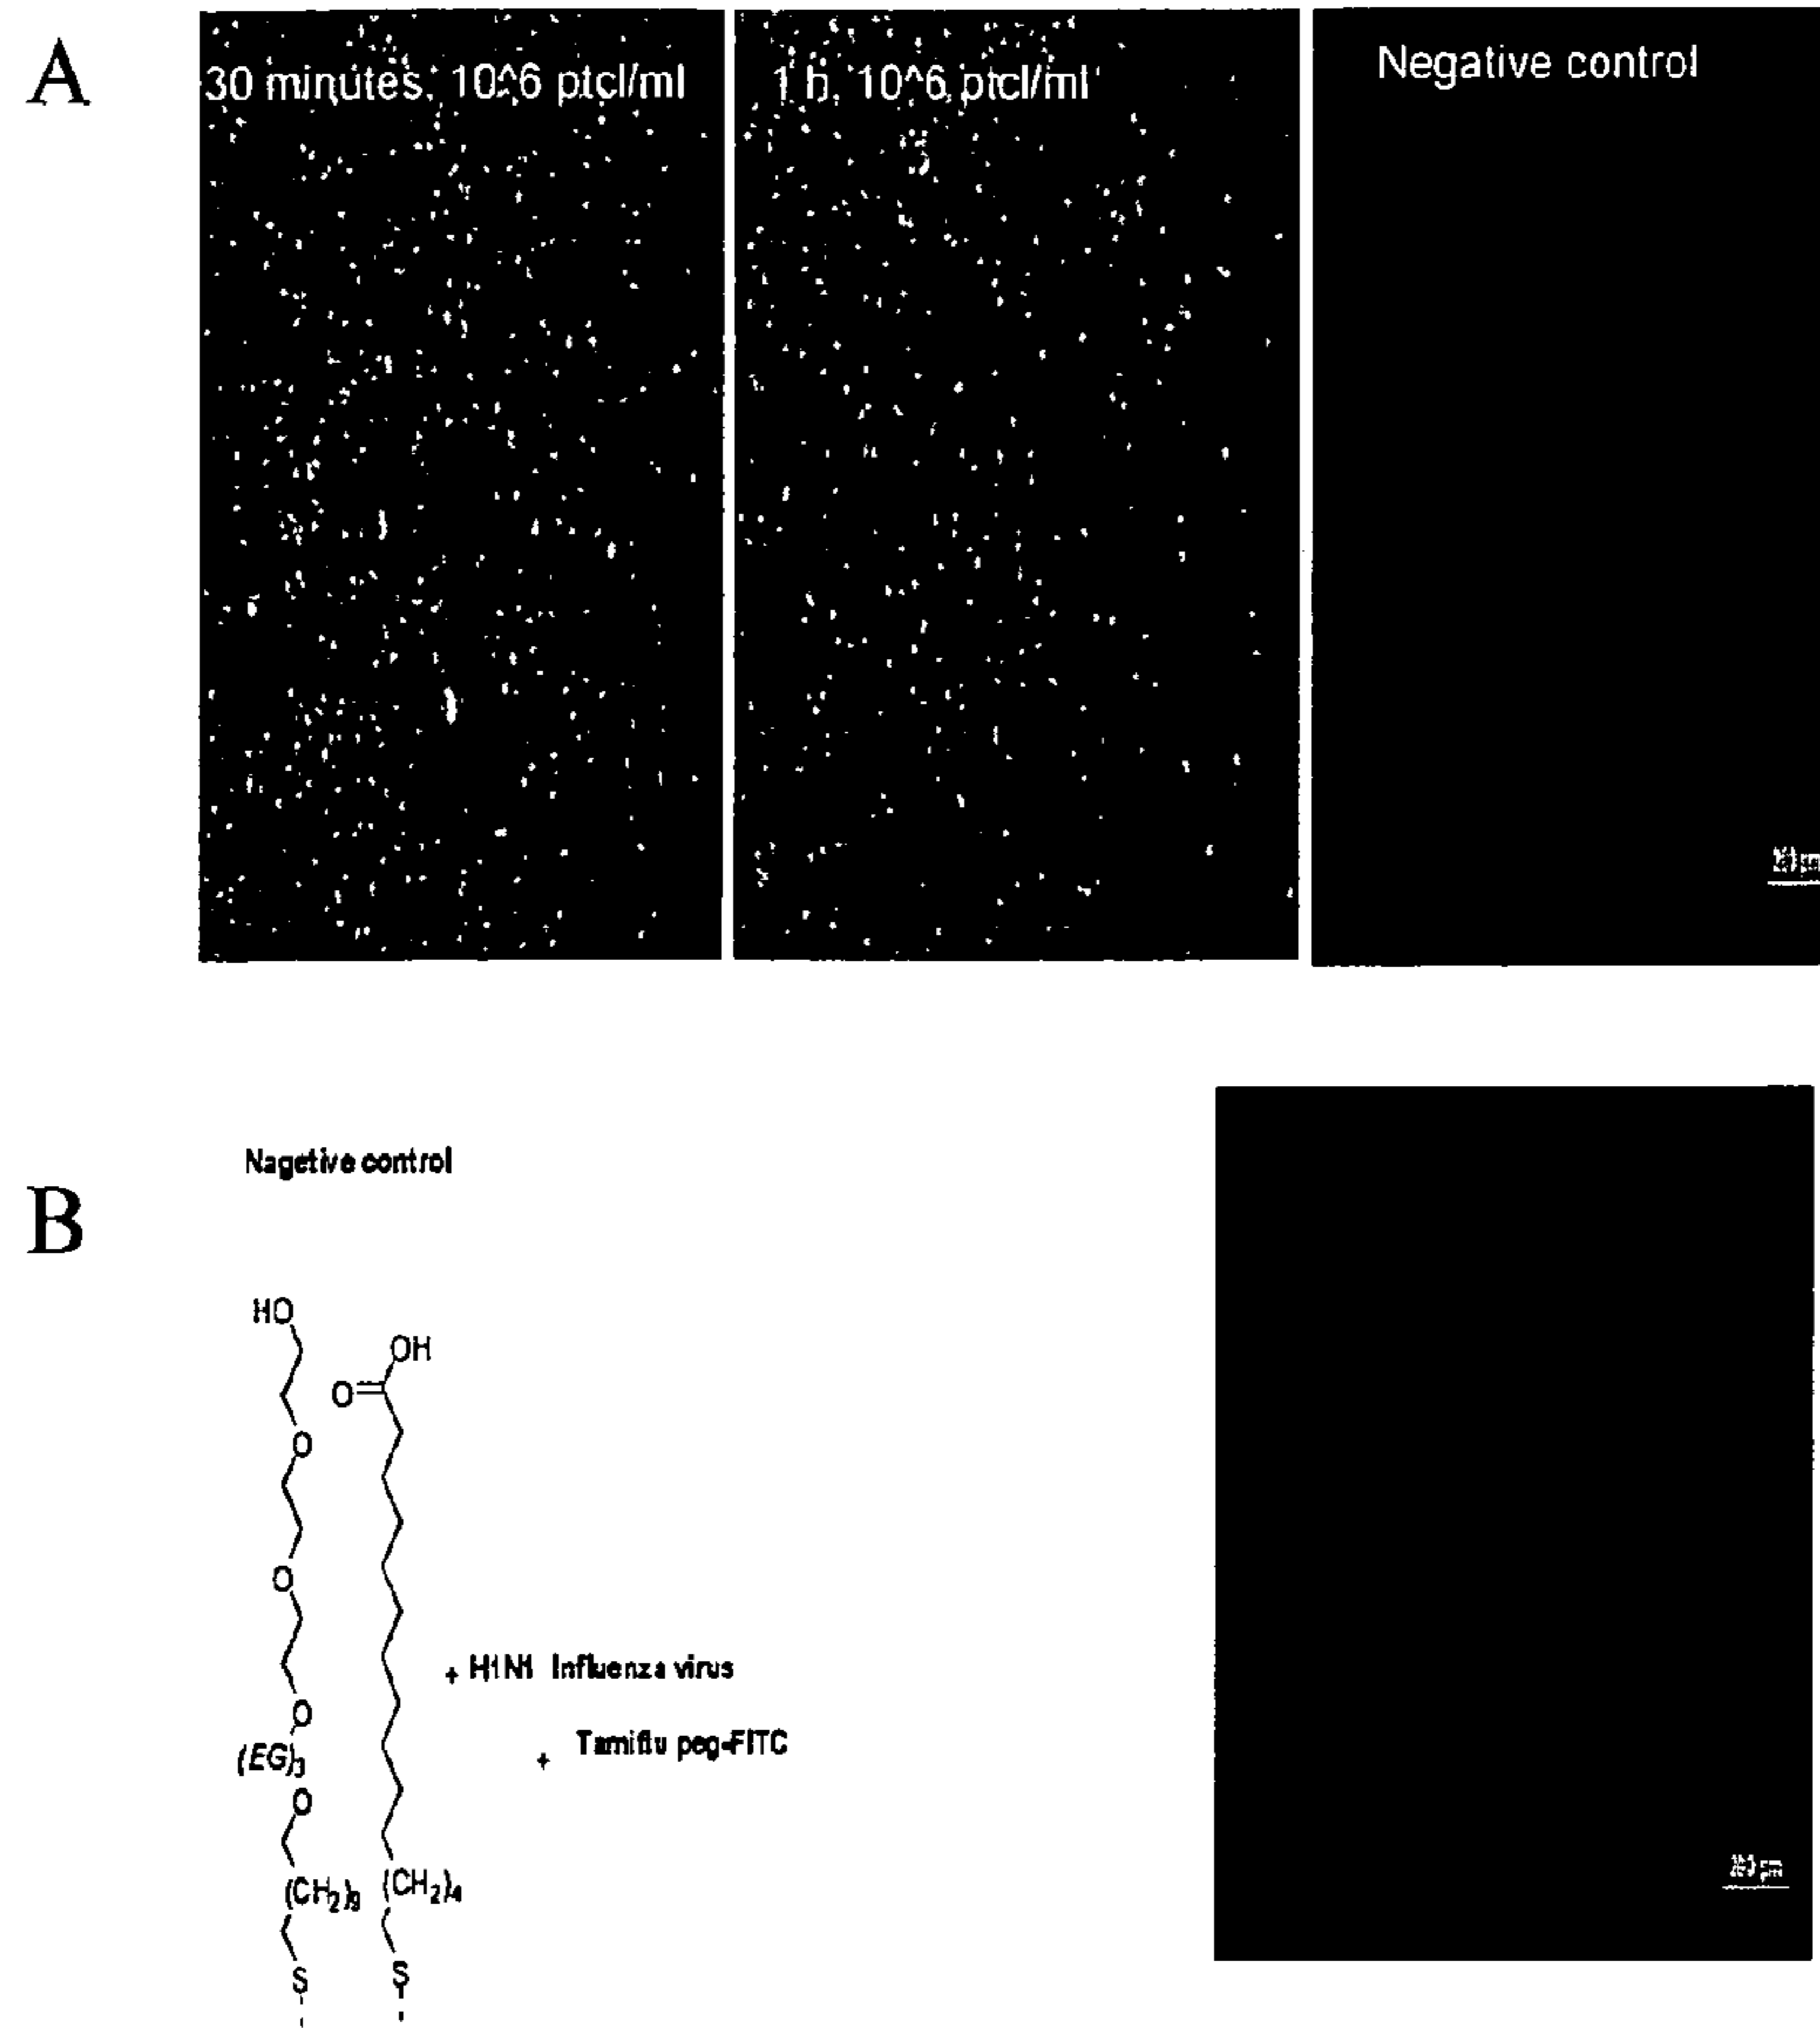 A
30 minutes, 10^6 ptcl/ml
1 h, 10^6 ptcl/ml
Negative control
B
Nagetive control
HO
OH
O
O
O
O
(EG)3
O
(CH2)9
(CH2)4
S
S
+ H1N1 Influenza virus
+ Tamiflu peg-FITC